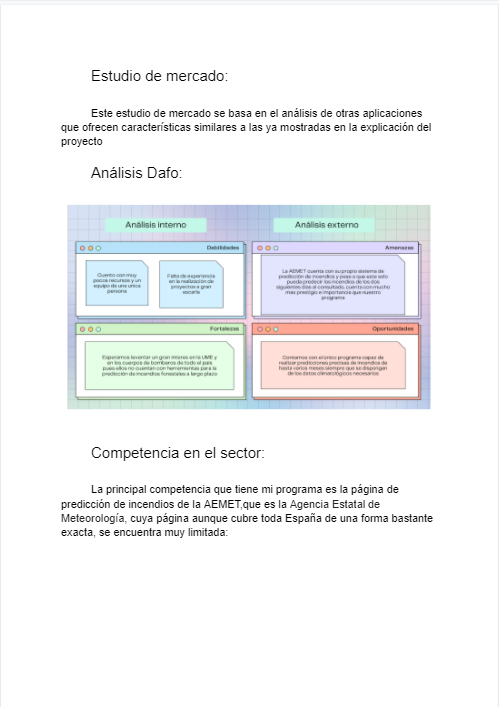 Estudio de mercado:
Este estudio de mercado se basa en el análisis de otras aplicaciones
que ofrecen características similares a las ya mostradas en la explicación del
proyecto
Análisis Dafo:
Análisis interno
Análisis externo
Debilidades
Cuento con muy
pocos recursos y un
equipo de una unica
persona
Falta de experiencia
en la realización de
proyectos a gran
escarla
Amenazas
La AEMET cuenta con su propio sistema de
predicción de incendios y pese a que este solo
puede predecir los incendios de los dos
siguientes dias al consultado, cuenta con mucho
mas prestigio e importancia que nuestro
programa
Fortalezas
Esperamos levantar un gran interes en la UME y
en los cuerpos de bomberos de todo el pais
pues ellos no cuentan con herramientas para la
predicción de incendios forestales a largo plazo
Oportunidades
Contamos con el único programa capaz de
realizar predicciones precisas de incendios de
hasta varios meses siempre que se dispongan
de los datos climatológicos necesarios
Competencia en el sector:
La principal competencia que tiene mi programa es la página de
predicción de incendios de la AEMET,que es la Agencia Estatal de
Meteorología, cuya página aunque cubre toda España de una forma bastante
exacta, se encuentra muy limitada: